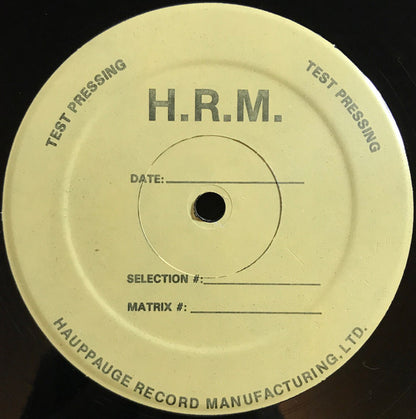 TEST PRESSING
TEST PRESSING
H.R.M.
DATE:
SELECTION #:
MATRIX #:
HAUPPAUGE RECORD MANUFACTURING, LTD.